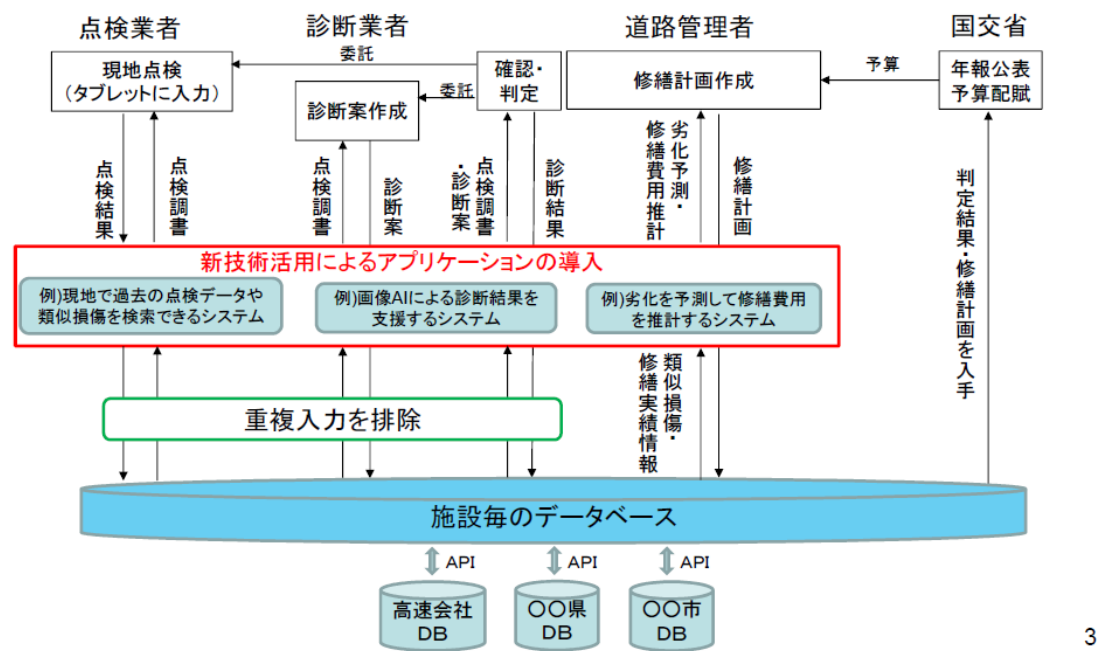 点検業者
診断業者
道路管理者
国交省
委託
予算
現地点検
（タブレットに入力）
確認・
判定
修繕計画作成
年報公表
予算配賦
委託
診断案作成
点検結果
点検調書
点検調書
診断案
点検調書
・診断案
診断結果
劣化予測・
修繕費用推計
修繕計画
判定結果・修繕計画を入手
新技術活用によるアプリケーションの導入
例)現地で過去の点検データや
類似損傷を検索できるシステム
例)画像AIによる診断結果を
支援するシステム
例)劣化を予測して修繕費用
を推計するシステム
類似損傷・
修繕実績情報
重複入力を排除
施設毎のデータベース
API
API
API
高速会社
DB
〇〇県
DB
〇〇市
DB
3